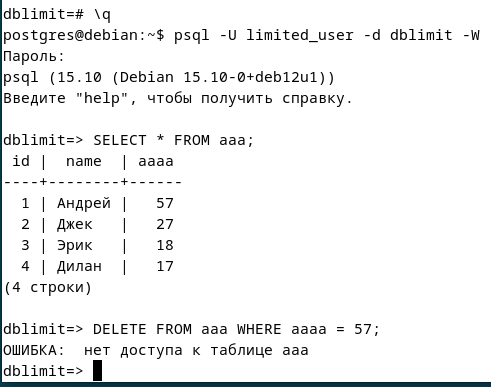 dblimit=# \q
postgres@debian:~$ psql -U limited_user -d dblimit -W
Пароль:
psql (15.10 (Debian 15.10-0+deb12u1))
Введите "help", чтобы получить справку.

dblimit=> SELECT * FROM aaa;
 id |  name  | aaaa
----+--------+------
  1 | Андрей |   57
  2 | Джек   |   27
  3 | Эрик   |   18
  4 | Дилан  |   17
(4 строки)

dblimit=> DELETE FROM aaa WHERE aaaa = 57;
ОШИБКА:  нет доступа к таблице aaa
dblimit=>